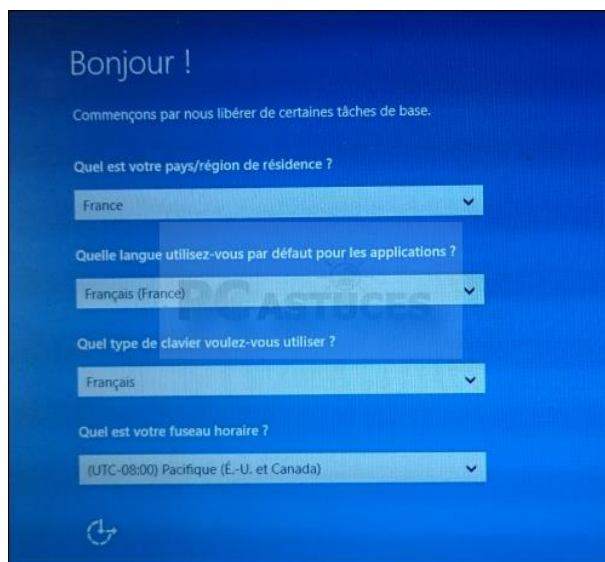 Bonjour !
Commençons par nous libérer de certaines tâches de base.
Quel est votre pays/région de résidence ?
France
Quelle langue utilisez-vous par défaut pour les applications ?
Français (France)
PC ASTUCES
Quel type de clavier voulez-vous utiliser ?
Français
Quel est votre fuseau horaire ?
(UTC-08:00) Pacifique (É.-U. et Canada)